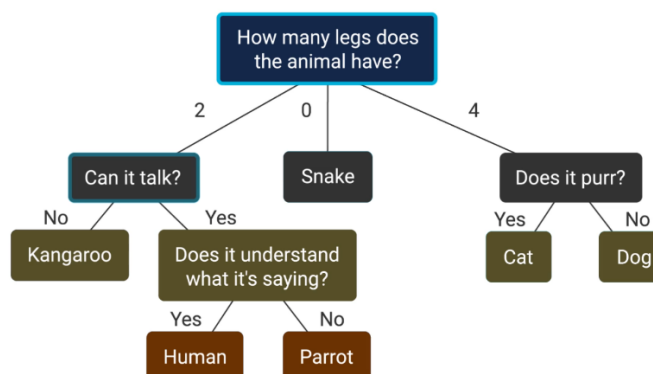 How many legs does
the animal have?
2
0
4
Can it talk?
Snake
Does it purr?
No
Yes
Yes
No
Kangaroo
Does it understand
what it's saying?
Cat
Dog
Yes
No
Human
Parrot